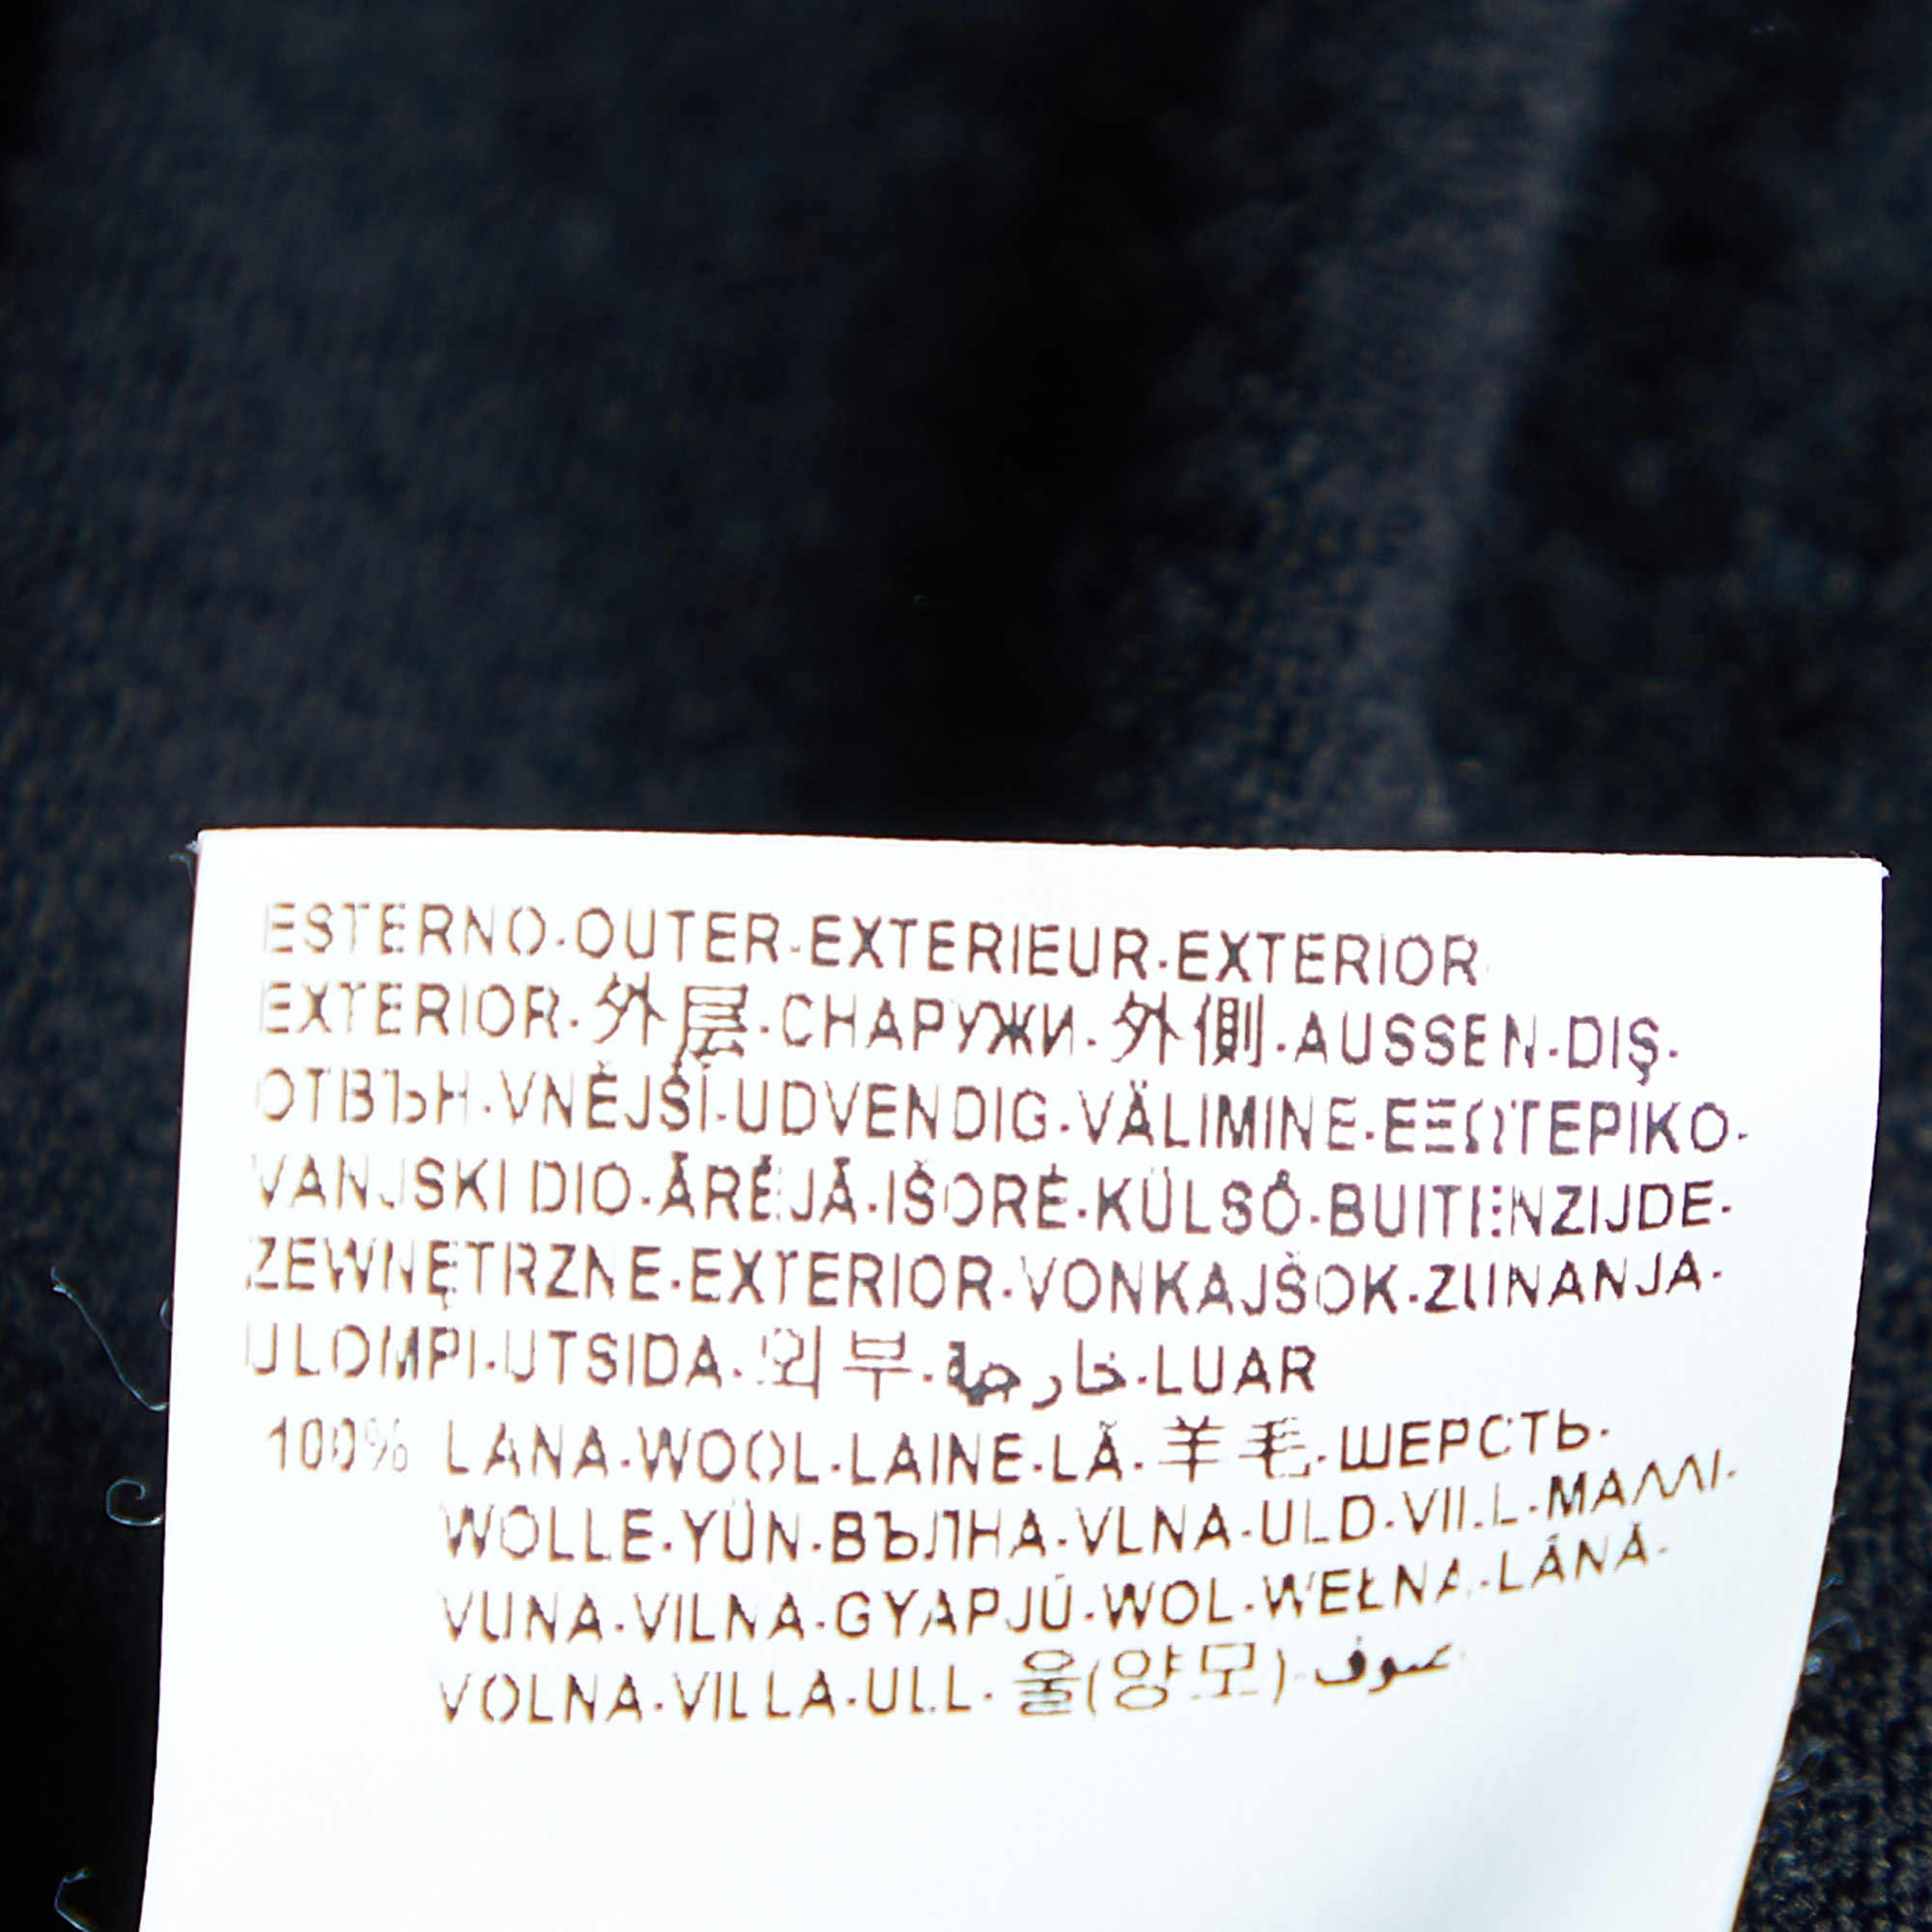 ESTERNO-OUTER-EXTERIEUR-EXTERIOR
EXTERIOR-外层-СНАРУЖИ-外側-AUSSEN-DIŞ-
ОТВЪН-VNĚJŠÍ-UDVENDIG-VÄLIMINE-ΕΞΩΤΕΡΙΚΟ-
VANJSKI DIO-ĀRĒJĀ-IŠORĖ-KÜLSŐ-BUITENZIJDE-
ZEWNĘTRZNE-EXTERIOR-VONKAJŠOK-ZUNANJA-
ULOMPI-UTSIDA-외부-خارجية-LUAR
100% LANA-WOOL-LAINE-LÃ-羊毛-ШЕРСТЬ-
WOLLE-YÜN-ВЪЛНА-VLNA-ULD-VILL-ΜΑΛΛΙ-
VUNA-VILNA-GYAPJÚ-WOL-WEŁNA-LÂNĂ-
VOLNA-VILLA-ULL-울(양모)-صوف